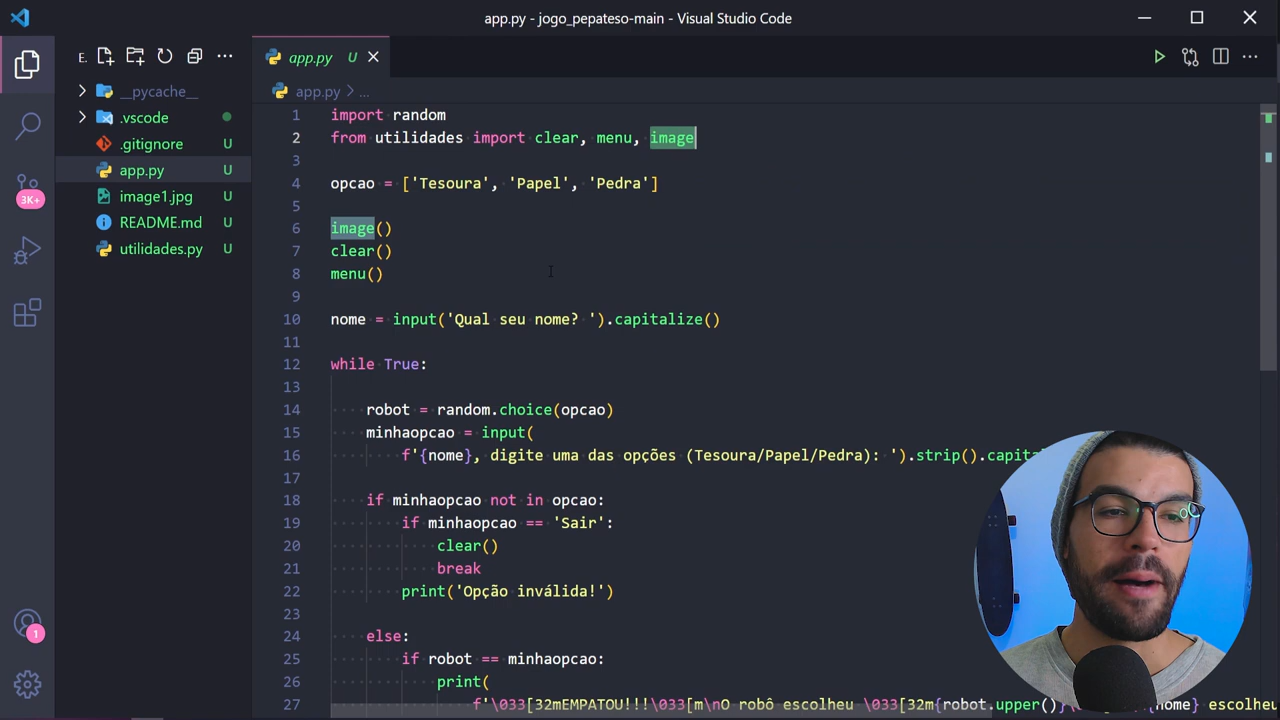 app.py - jogo_pepateso-main - Visual Studio Code
E.
app.py U
__pycache__
.vscode
.gitignore U
app.py U
image1.jpg U
README.md U
utilidades.py U
3K+
1
app.py > ...
1 import random
2 from utilidades import clear, menu, image
3
4 opcao = ['Tesoura', 'Papel', 'Pedra']
5
6 image()
7 clear()
8 menu()
9
10 nome = input('Qual seu nome? ').capitalize()
11
12 while True:
13
14 robot = random.choice(opcao)
15 minhaopcao = input(
16 f'{nome}, digite uma das opções (Tesoura/Papel/Pedra): ').strip().capit
17
18 if minhaopcao not in opcao:
19 if minhaopcao == 'Sair':
20 clear()
21 break
22 print('Opção inválida!')
23
24 else:
25 if robot == minhaopcao:
26 print(
27 f'\033[32mEMPATOU!!!\033[m\nO robô escolheu \033[32m{robot.upper()} {nome} escolheu